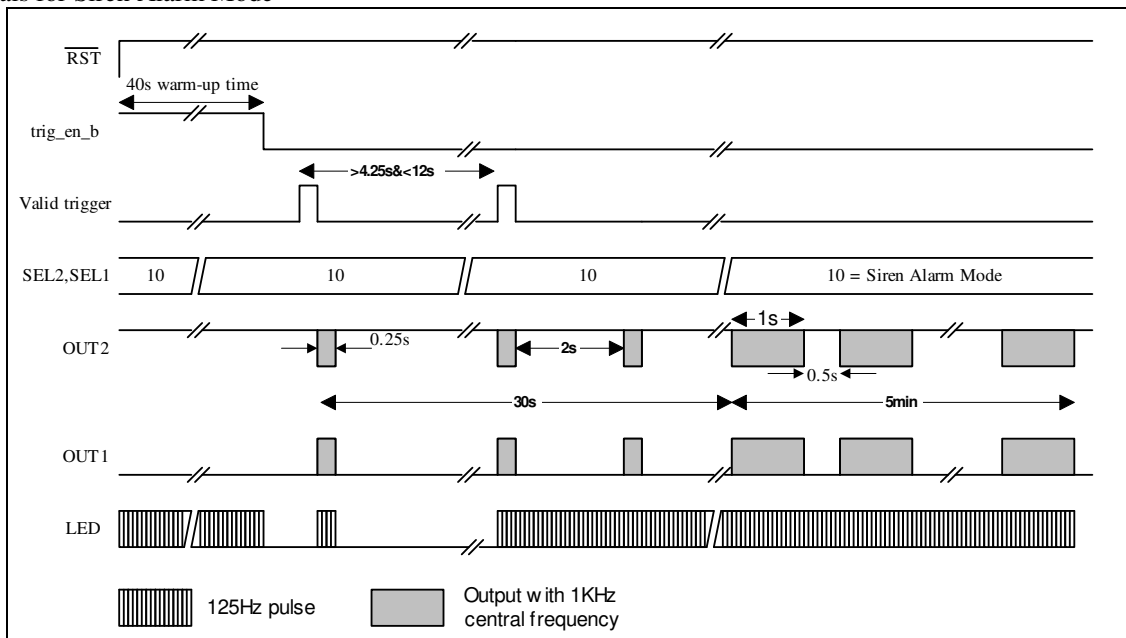 RST
40s warm-up time
trig_en_b
>4.25s&<12s
Valid trigger
SEL2,SEL1
10
10
10
10 = Siren Alarm Mode
OUT2
0.25s
2s
1s
0.5s
30s
5min
OUT1
LED
125Hz pulse
Output with 1KHz
central frequency